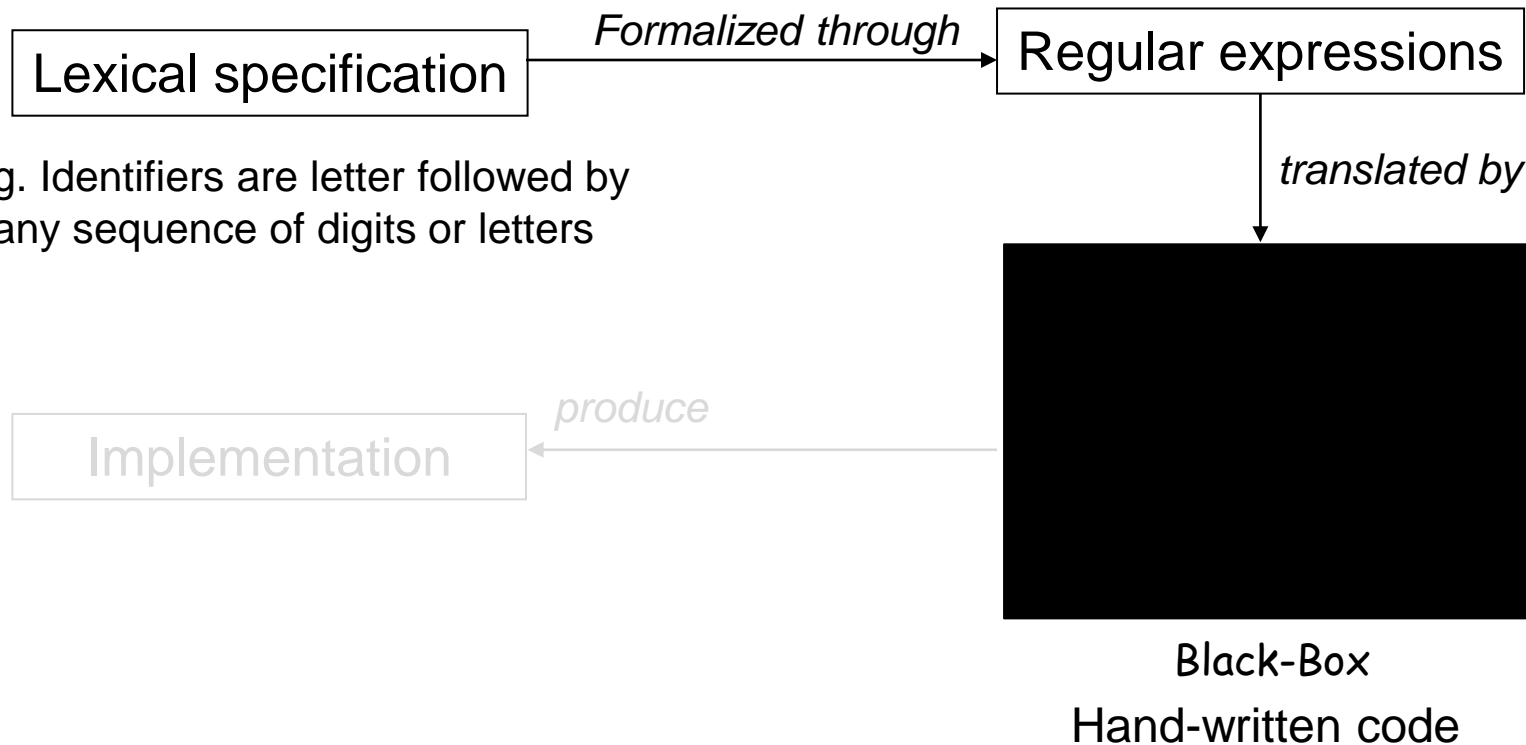 Formalized through
Lexical specification
Regular expressions
translated by
g. Identifiers are letter followed by
any sequence of digits or letters
produce
Implementation
Black-Box
Hand-written code